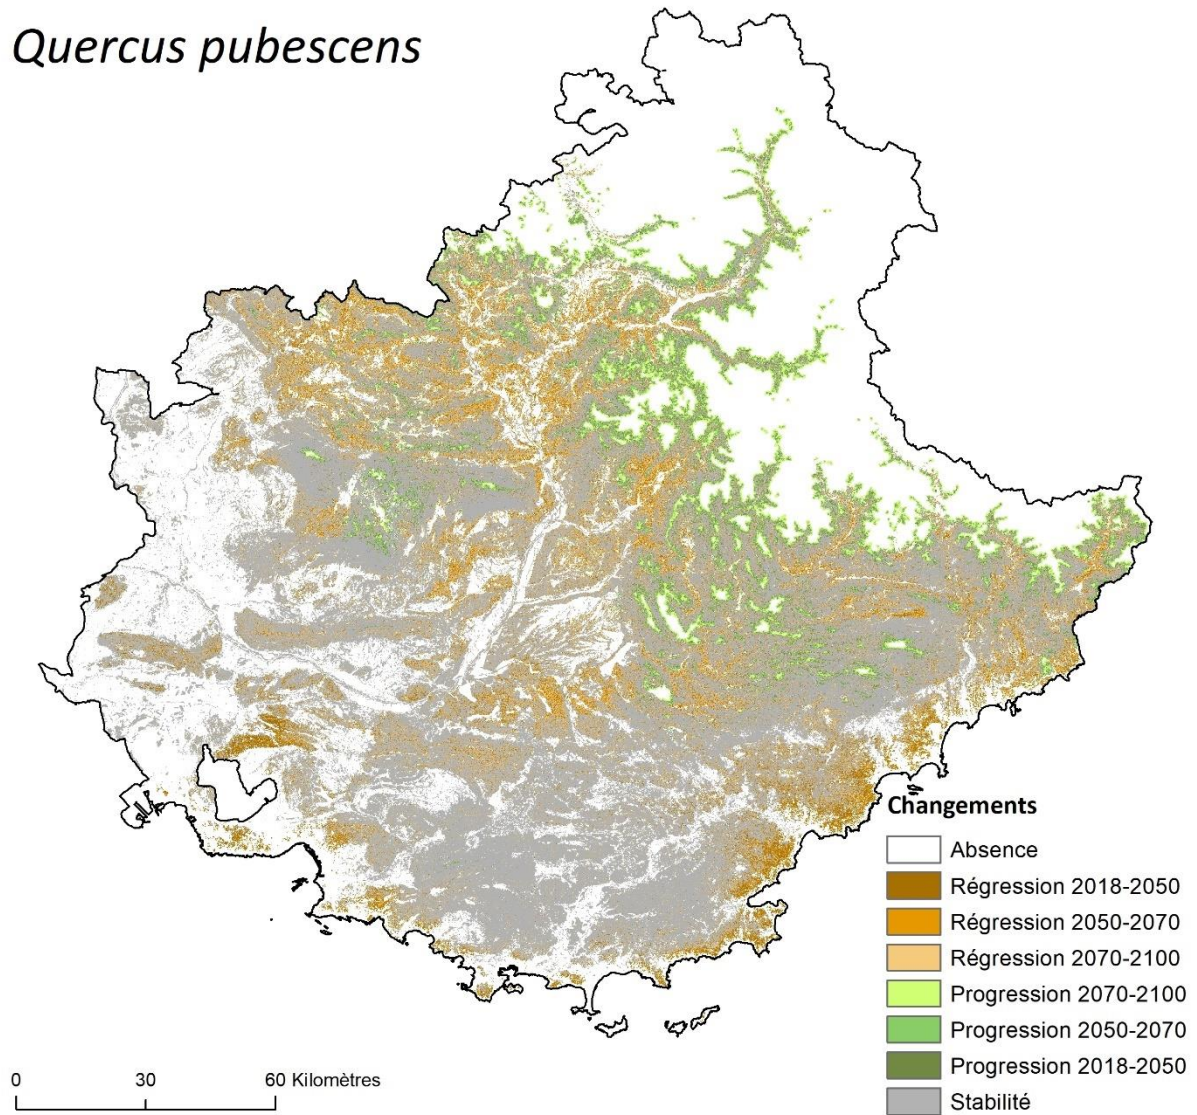 Quercus pubescens
Changements
Absence
Régression 2018-2050
Régression 2050-2070
Régression 2070-2100
Progression 2070-2100
Progression 2050-2070
Progression 2018-2050
Stabilité
0 30 60 Kilomètres